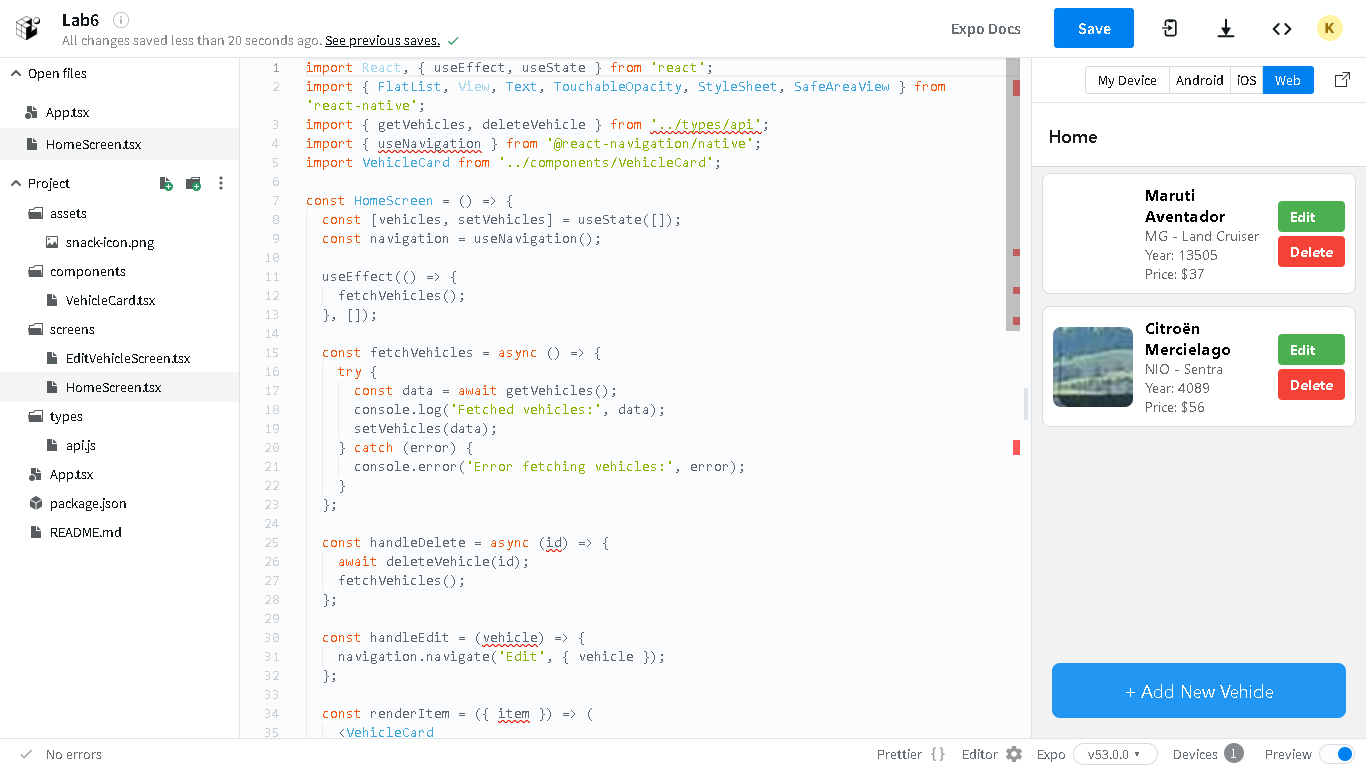 Lab6
All changes saved less than 20 seconds ago. See previous saves.
Expo Docs
Save
K
Open files
App.tsx
HomeScreen.tsx
Project
assets
snack-icon.png
components
VehicleCard.tsx
screens
EditVehicleScreen.tsx
HomeScreen.tsx
types
api.js
App.tsx
package.json
README.md
1 import React, { useEffect, useState } from 'react';
2 import { FlatList, View, Text, TouchableOpacity, StyleSheet, SafeAreaView } from
'react-native';
3 import { getVehicles, deleteVehicle } from '../types/api';
4 import { useNavigation } from '@react-navigation/native';
5 import VehicleCard from '../components/VehicleCard';
6
7 const HomeScreen = () => {
8 const [vehicles, setVehicles] = useState([]);
9 const navigation = useNavigation();
10
11 useEffect(() => {
12 fetchVehicles();
13 }, []);
14
15 const fetchVehicles = async () => {
16 try {
17 const data = await getVehicles();
18 console.log('Fetched vehicles:', data);
19 setVehicles(data);
20 } catch (error) {
21 console.error('Error fetching vehicles:', error);
22 }
23 };
24
25 const handleDelete = async (id) => {
26 await deleteVehicle(id);
27 fetchVehicles();
28 };
29
30 const handleEdit = (vehicle) => {
31 navigation.navigate('Edit', { vehicle });
32 };
33
34 const renderItem = ({ item }) => (
35 <VehicleCard
My Device Android iOS Web
Home
Maruti
Aventador
MG - Land Cruiser
Year: 13505
Price: $37
Edit
Delete
Citroën
Mercielago
NIO - Sentra
Year: 4089
Price: $56
Edit
Delete
+ Add New Vehicle
No errors
Prettier { } Editor Expo v53.0.0 Devices 1 Preview